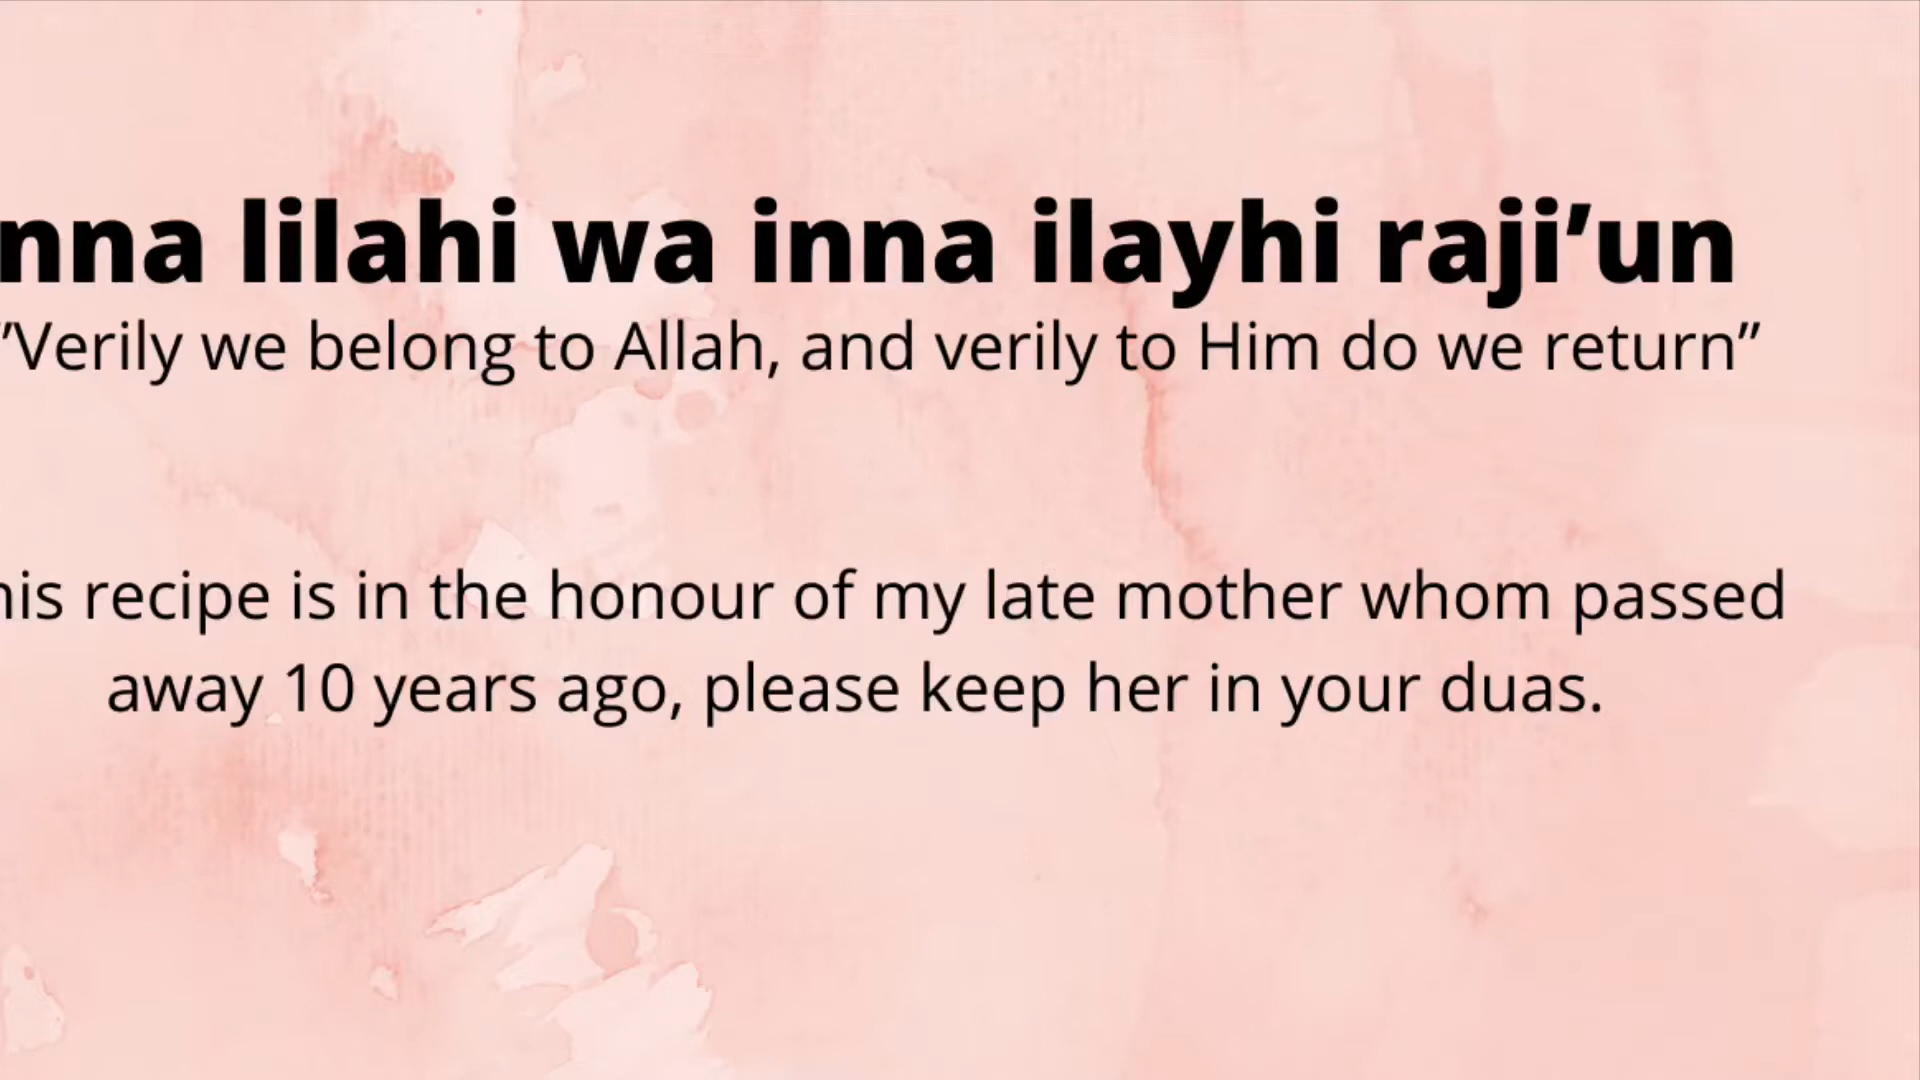 nna lilahi wa inna ilayhi raji’un
”Verily we belong to Allah, and verily to Him do we return”
his recipe is in the honour of my late mother whom passed
away 10 years ago, please keep her in your duas.